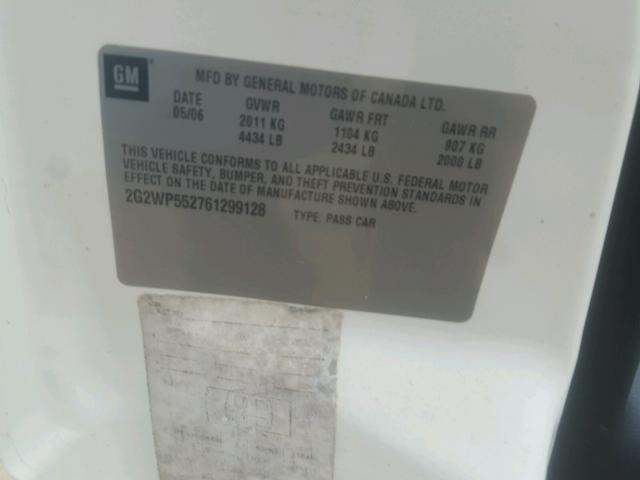 GM
MFD BY GENERAL MOTORS OF CANADA LTD.
DATE GVWR GAWR FRT GAWR RR
05/06 2011 KG 1104 KG 907 KG
4434 LB 2434 LB 2000 LB
THIS VEHICLE CONFORMS TO ALL APPLICABLE U.S. FEDERAL MOTOR
VEHICLE SAFETY, BUMPER, AND THEFT PREVENTION STANDARDS IN
EFFECT ON THE DATE OF MANUFACTURE SHOWN ABOVE.
2G2WP552761299128 TYPE: PASS CAR